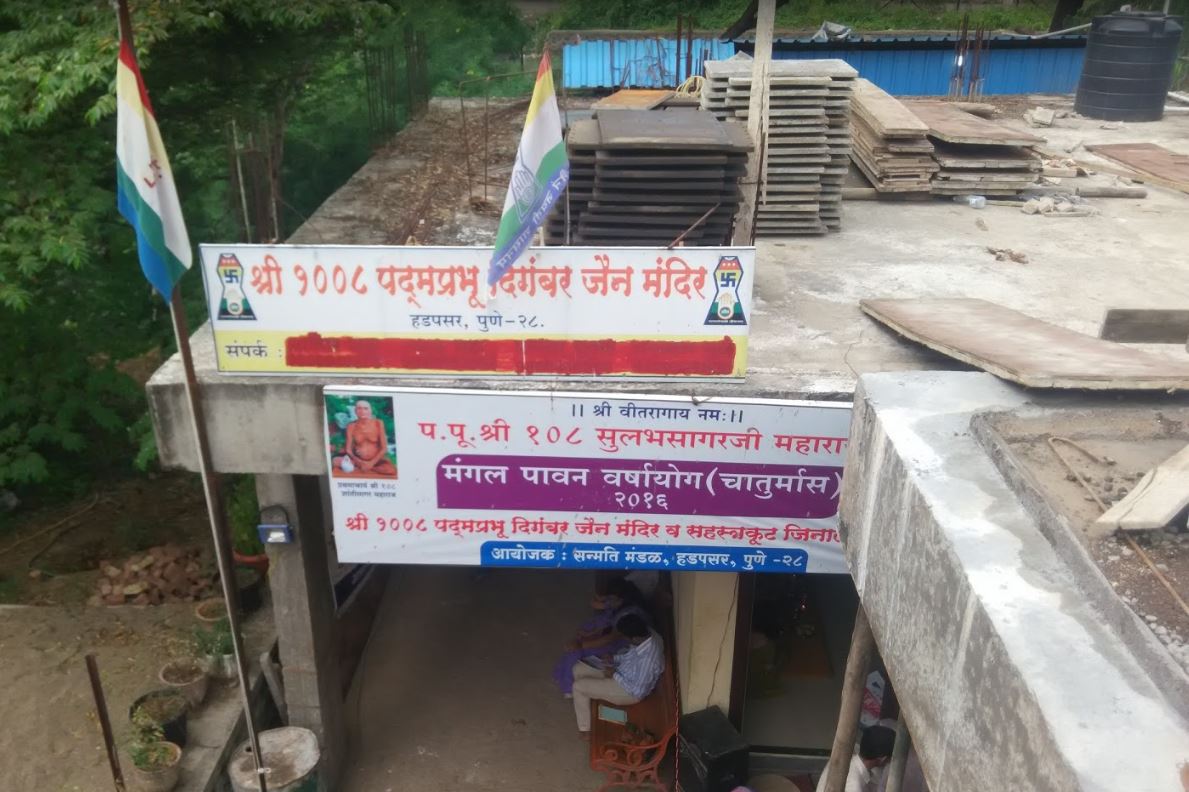 श्री १००८ पद्मप्रभू दिगंबर जैन मंदिर
हडपसर, पुणे-२८.
संपर्क :
।। श्री वीतरागाय नमः।।
प.पू.श्री १०८ सुलभसागरजी महारा
मंगल पावन वर्षायोग(चातुर्मास)
२०१६
श्री १००८ पद्मप्रभू दिगंबर जैन मंदिर व सहस्त्रकूट जिना
आयोजक : सन्मति मंडळ, हडपसर, पुणे -२८